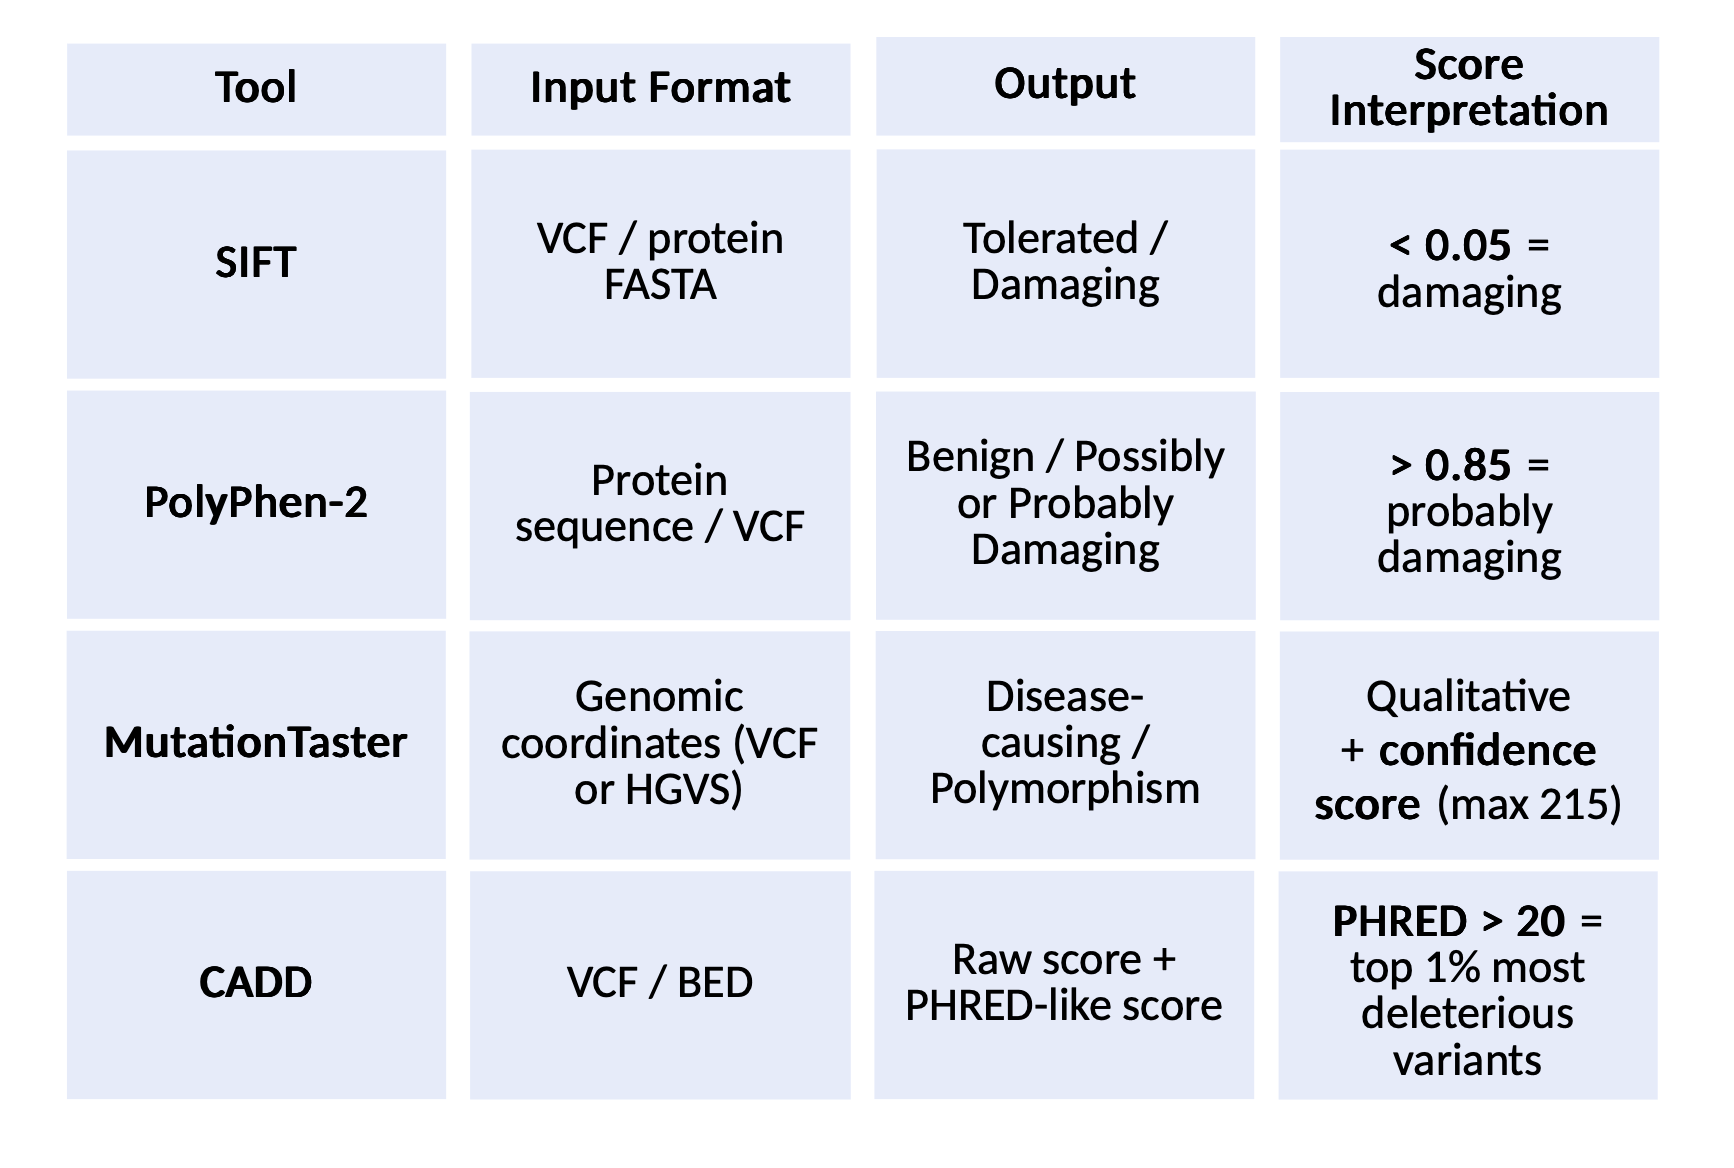 Tool
Input Format
Output
Score
Interpretation
SIFT
VCF / protein
FASTA
Tolerated /
Damaging
< 0.05 =
damaging
PolyPhen-2
Protein
sequence / VCF
Benign / Possibly
or Probably
Damaging
> 0.85 =
probably
damaging
MutationTaster
Genomic
coordinates (VCF
or HGVS)
Disease-
causing /
Polymorphism
Qualitative
+ confidence
score (max 215)
CADD
VCF / BED
Raw score +
PHRED-like score
PHRED > 20 =
top 1% most
deleterious
variants